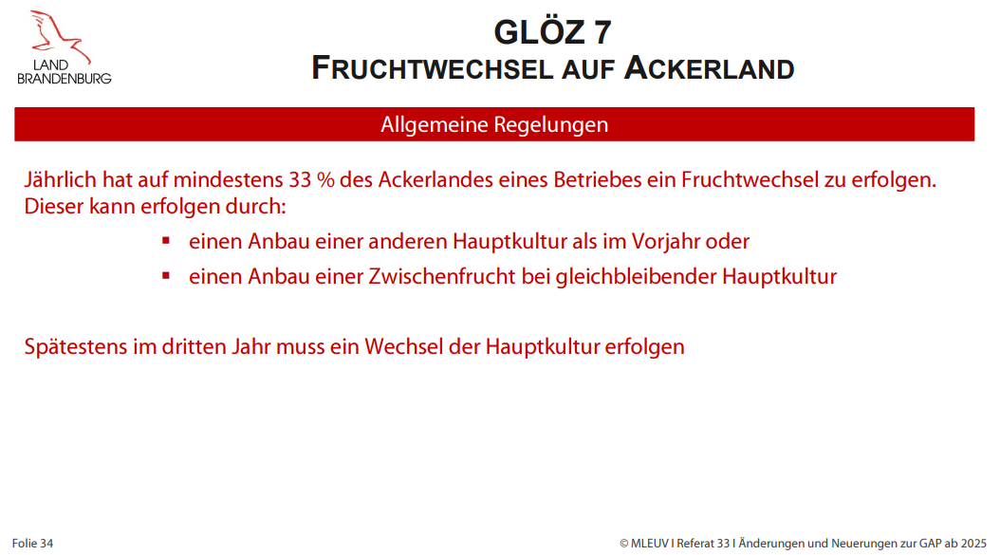 LAND
BRANDENBURG
GLÖZ 7
FRUCHTWECHSEL AUF ACKERLAND
Allgemeine Regelungen
Jährlich hat auf mindestens 33 % des Ackerlandes eines Betriebes ein Fruchtwechsel zu erfolgen.
Dieser kann erfolgen durch:
▪ einen Anbau einer anderen Hauptkultur als im Vorjahr oder
▪ einen Anbau einer Zwischenfrucht bei gleichbleibender Hauptkultur
Spätestens im dritten Jahr muss ein Wechsel der Hauptkultur erfolgen
Folie 34
© MLEUV I Referat 33 I Änderungen und Neuerungen zur GAP ab 2025